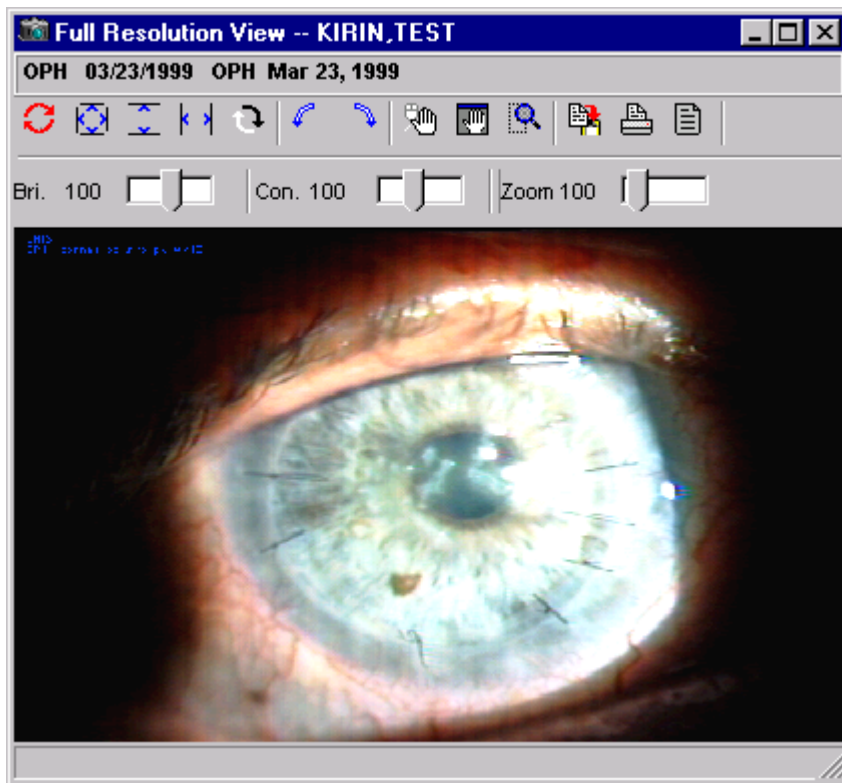 Full Resolution View -- KIRIN,TEST
OPH 03/23/1999 OPH Mar 23, 1999
Bri. 100 Con. 100 Zoom 100